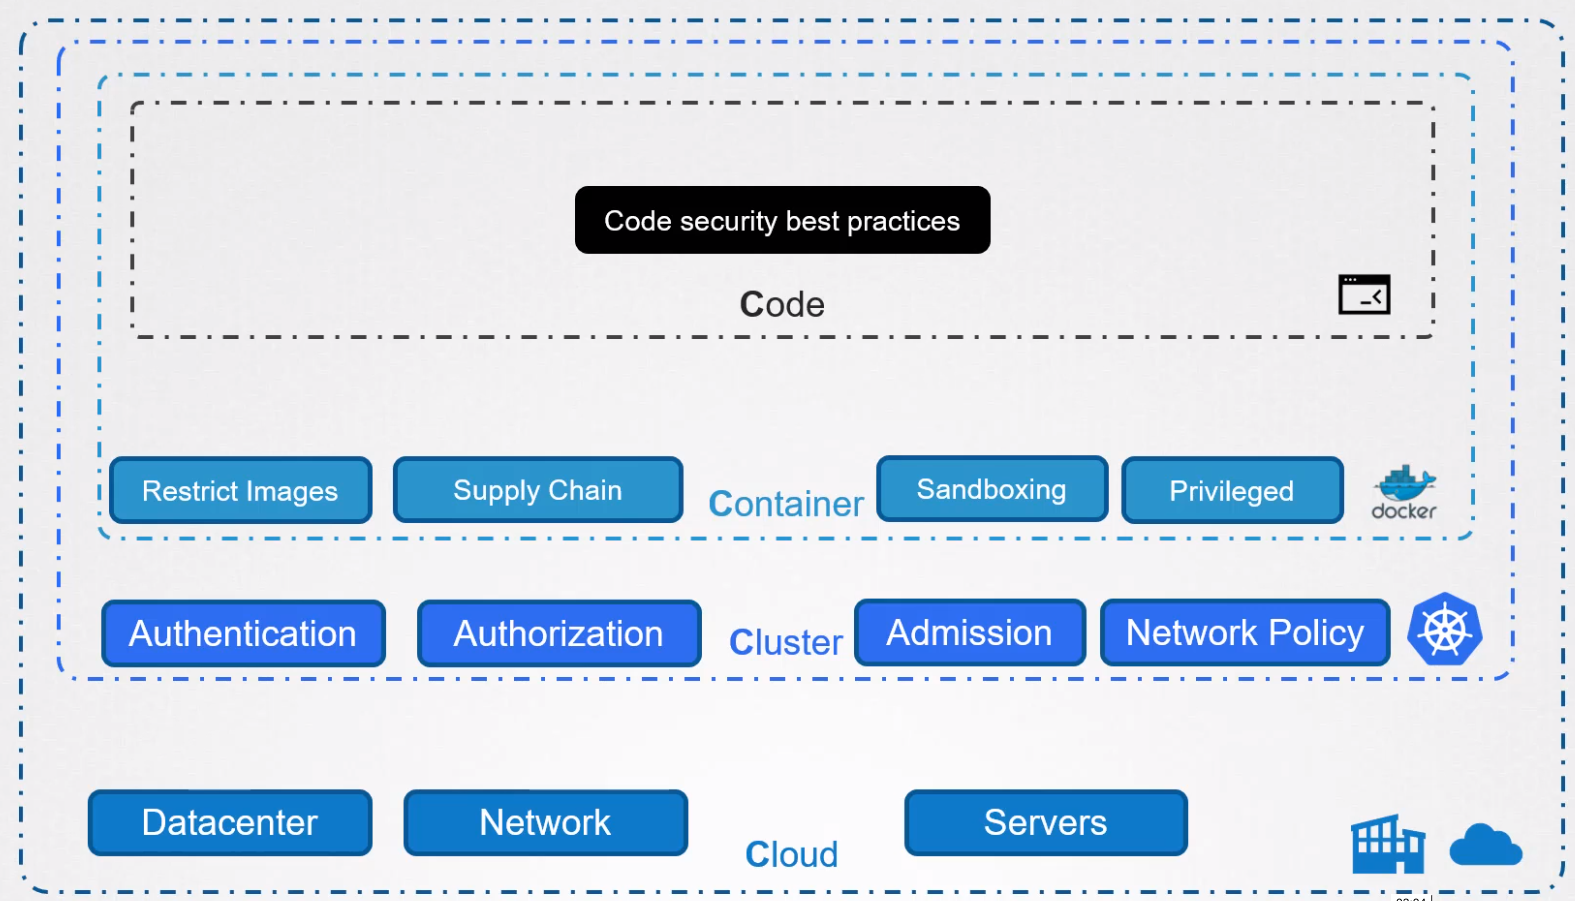 Code security best practices
Code
Restrict Images
Supply Chain
Container
Sandboxing
Privileged
docker
Authentication
Authorization
Cluster
Admission
Network Policy
Datacenter
Network
Cloud
Servers